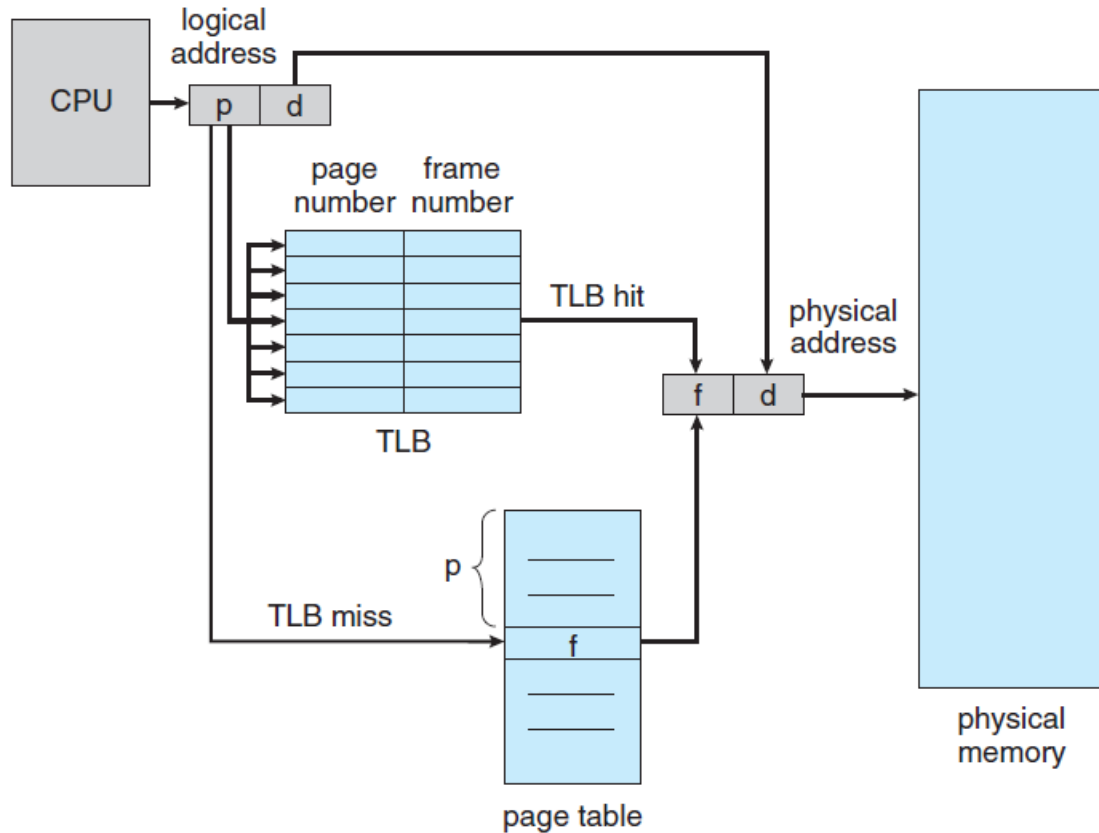 logical
address
CPU
p
d
page
number
frame
number
TLB hit
physical
address
f
d
TLB
p
TLB miss
f
physical
memory
page table